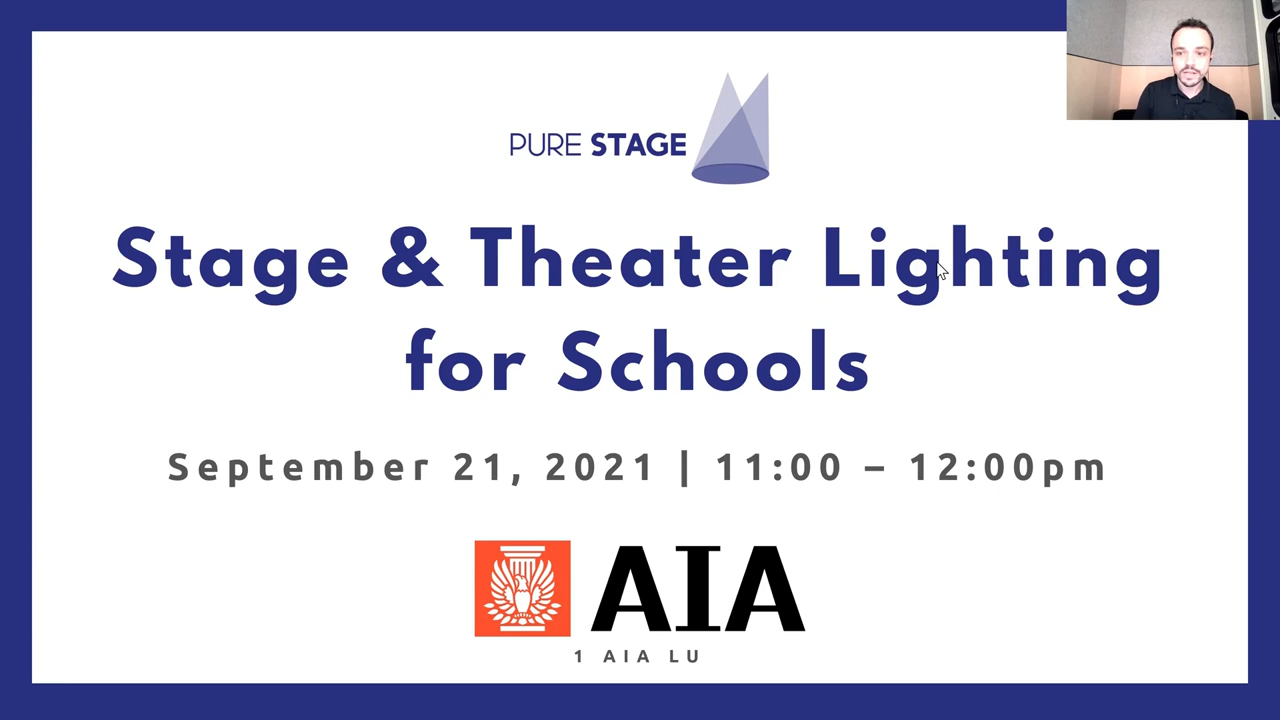 PURE STAGE
Stage & Theater Lighting
for Schools
September 21, 2021 | 11:00 – 12:00pm
AIA
1 AIA LU